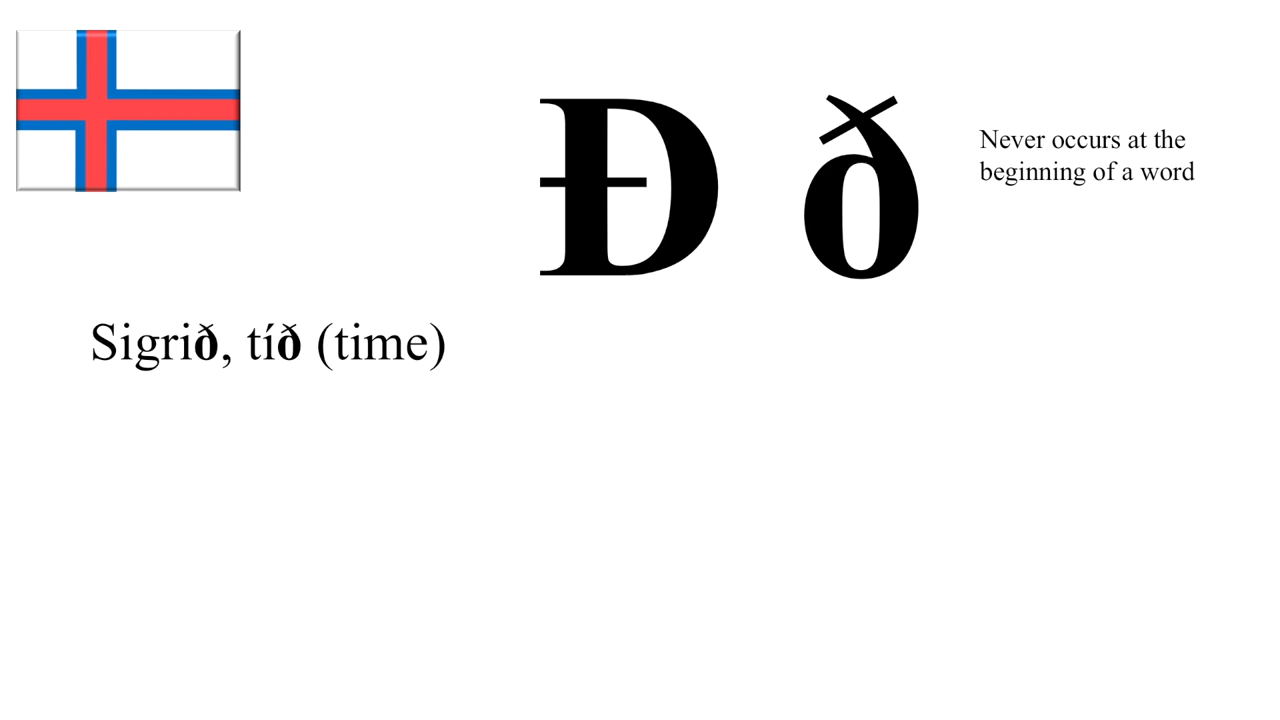 Ð ð
Never occurs at the
beginning of a word
Sigrið, tíð (time)